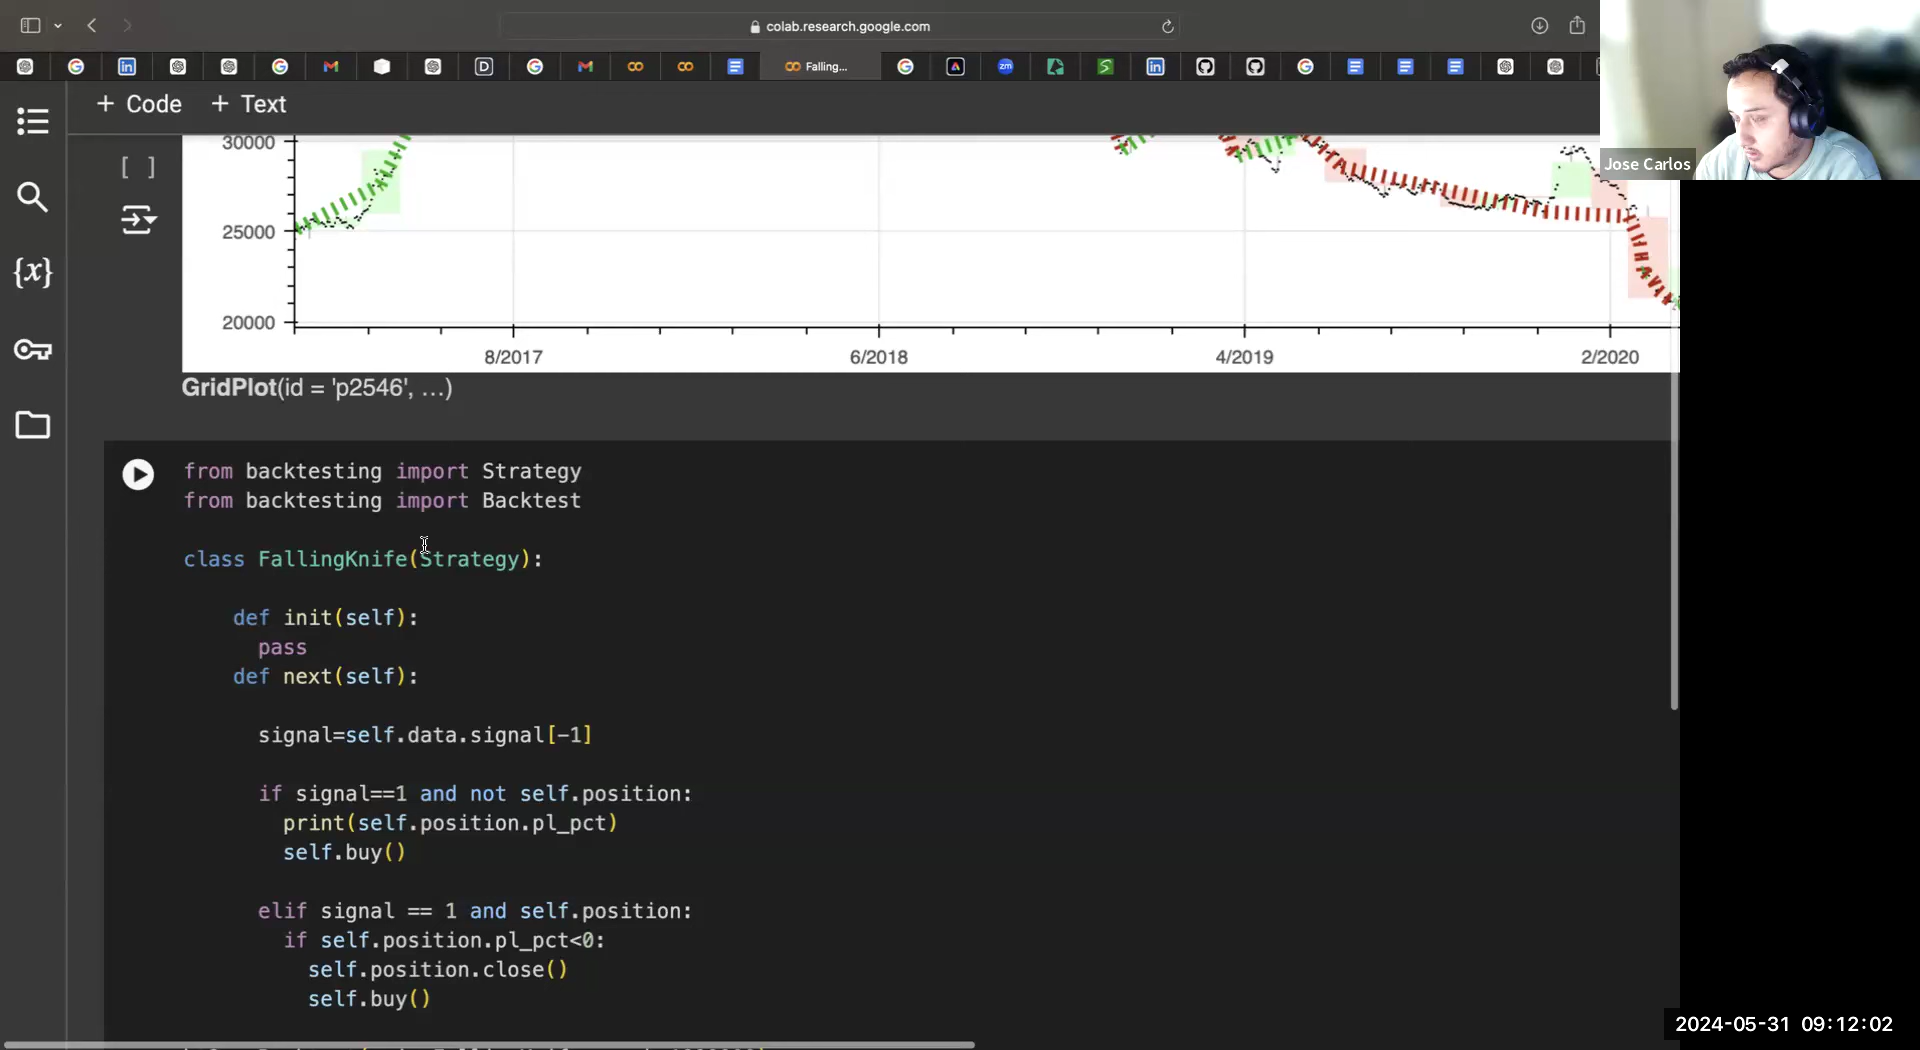 colab.research.google.com
Falling...
+ Code + Text
Jose Carlos
[ ]
30000
25000
20000
8/2017 6/2018 4/2019 2/2020
GridPlot(id = 'p2546', ...)
{x}
from backtesting import Strategy
from backtesting import Backtest
class FallingKnife(Strategy):
def init(self):
pass
def next(self):
signal=self.data.signal[-1]
if signal==1 and not self.position:
print(self.position.pl_pct)
self.buy()
elif signal == 1 and self.position:
if self.position.pl_pct<0:
self.position.close()
self.buy()
2024-05-31 09:12:02